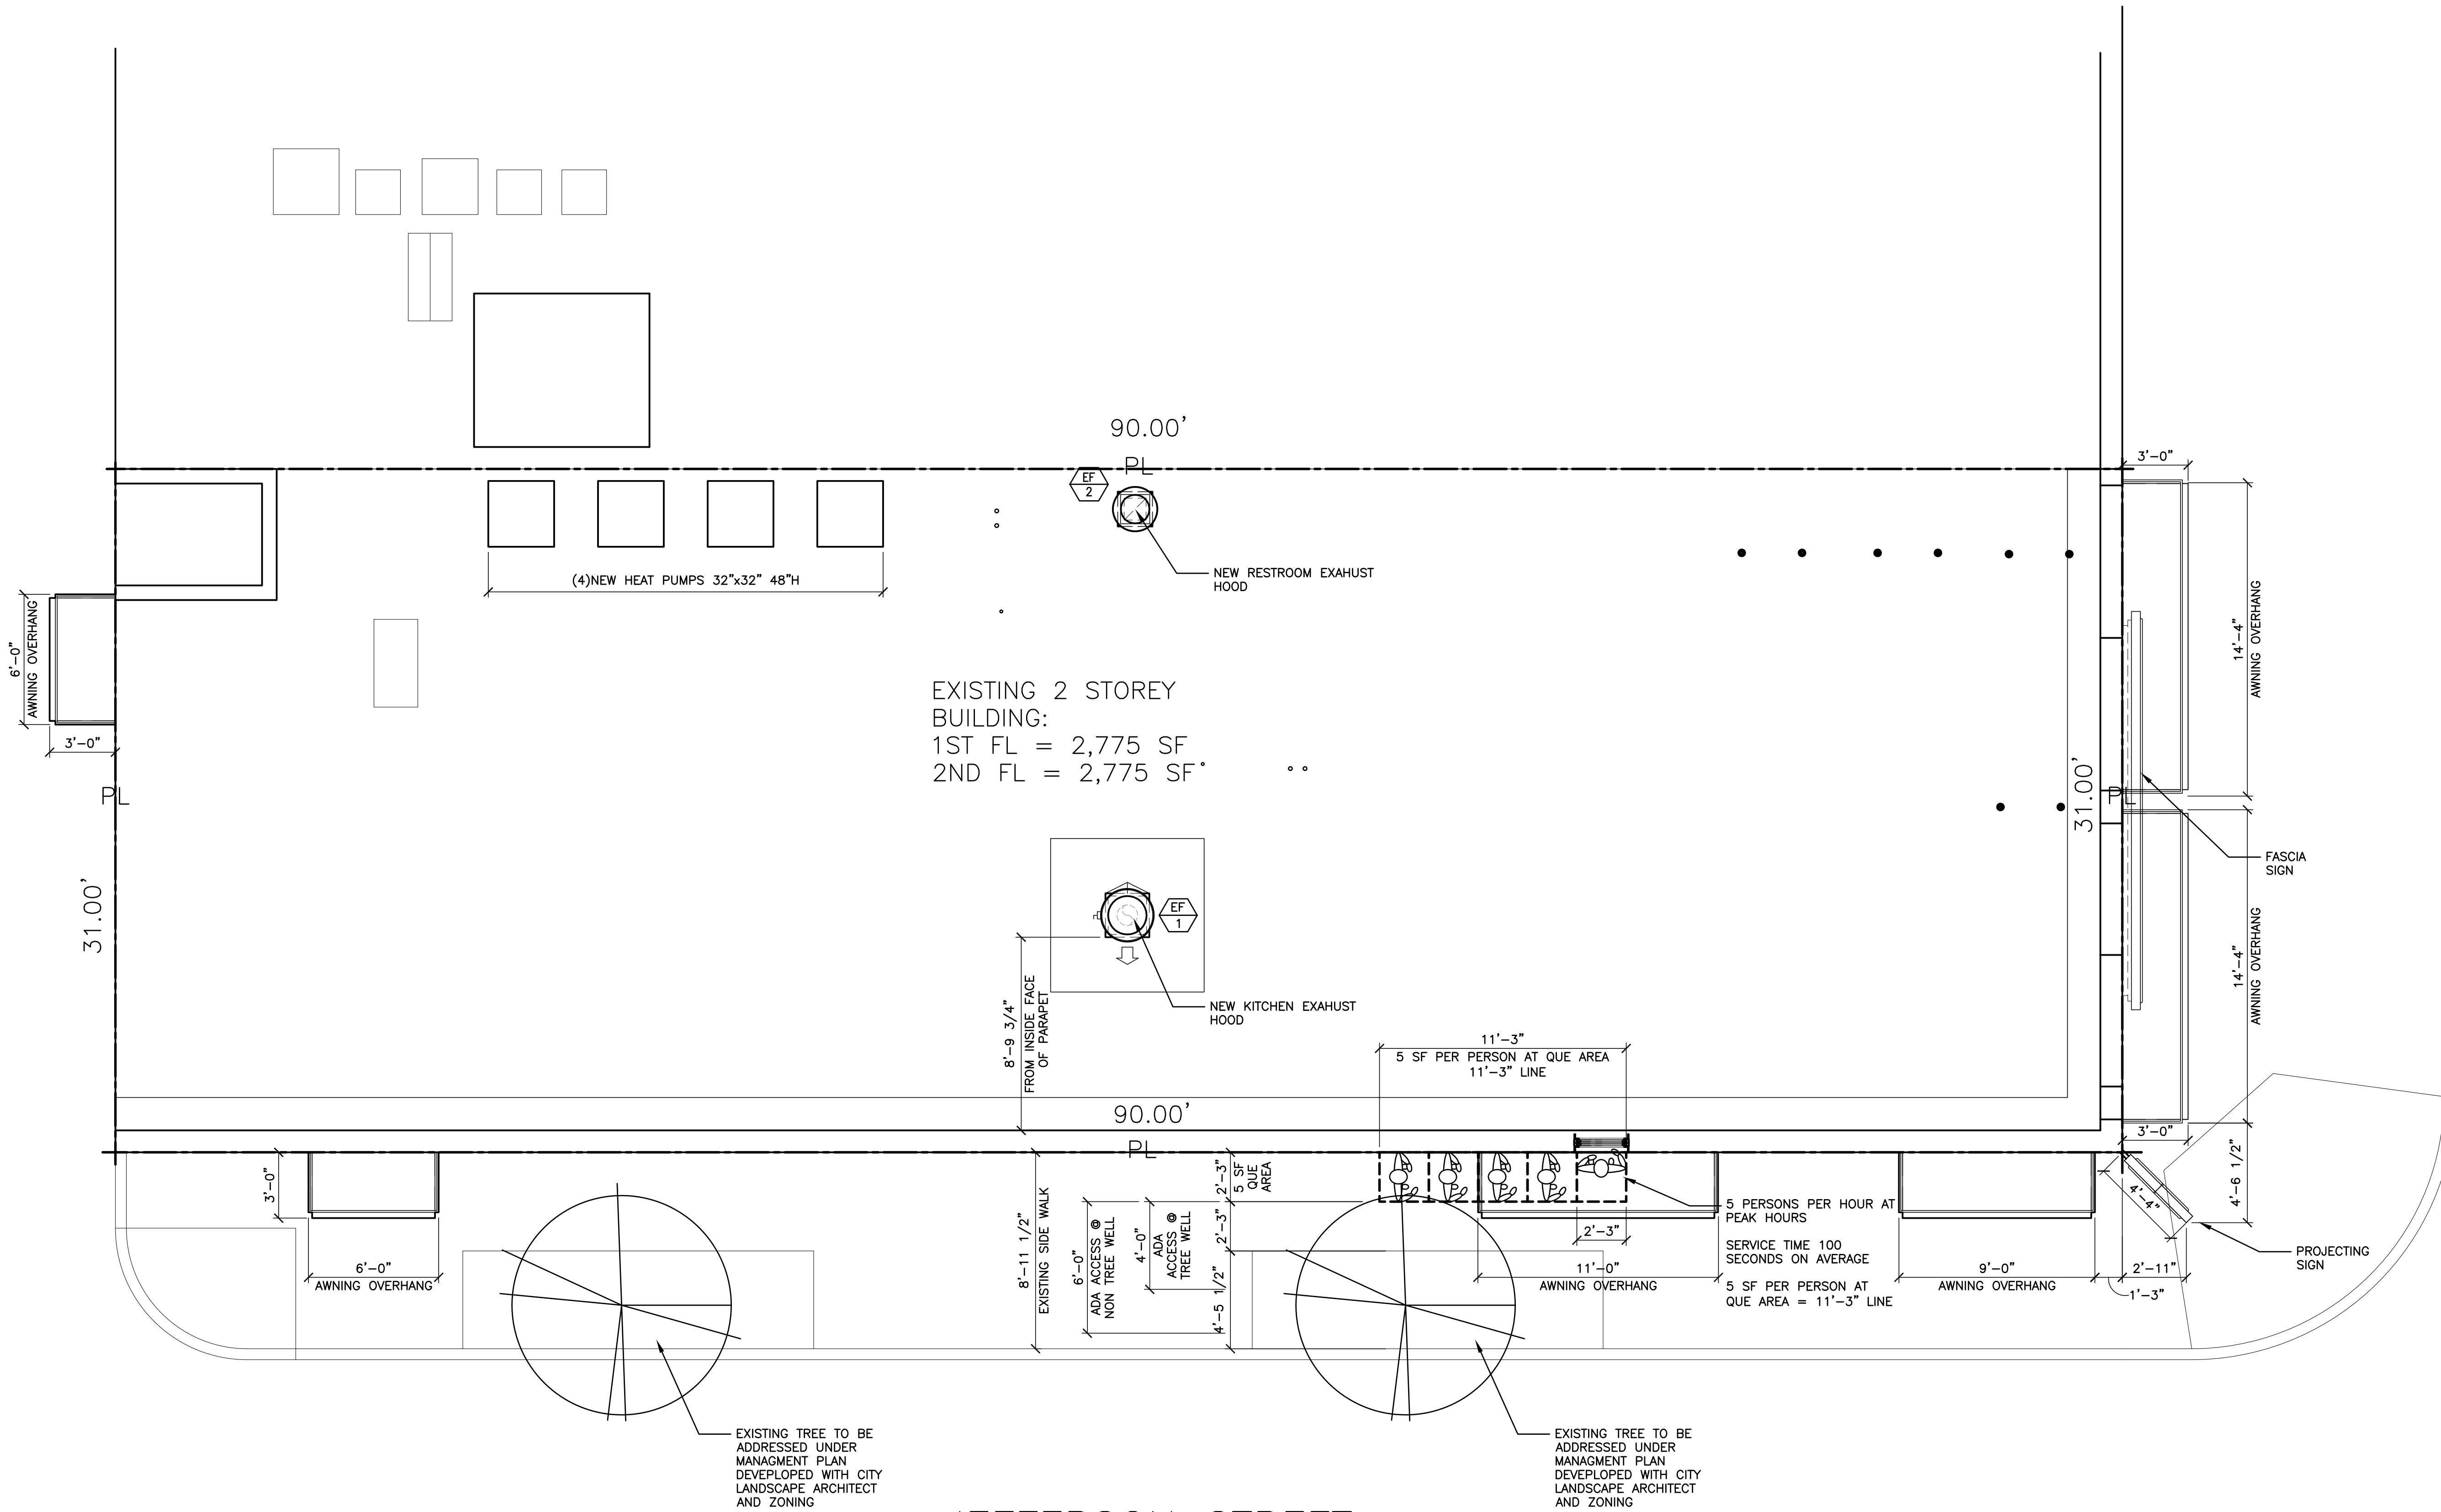 90.00'
PL
EF
2
3'-0"
NEW RESTROOM EXAHUST
HOOD
(4)NEW HEAT PUMPS 32"x32" 48"H
6'-0"
AWNING OVERHANG
3'-0"
PL
31.00'
14'-4"
AWNING OVERHANG
EXISTING 2 STOREY
BUILDING:
1ST FL = 2,775 SF
2ND FL = 2,775 SF
31.00'
PL
FASCIA
SIGN
EF
1
14'-4"
AWNING OVERHANG
8'-9 3/4"
FROM INSIDE FACE
OF PARAPET
NEW KITCHEN EXAHUST
HOOD
11'-3"
5 SF PER PERSON AT QUE AREA
11'-3" LINE
90.00'
PL
3'-0"
4'-6 1/2"
4'-4"
PROJECTING
SIGN
3'-0"
6'-0"
AWNING OVERHANG
8'-11 1/2"
EXISTING SIDE WALK
6'-0"
ADA ACCESS @
NON TREE WELL
4'-0"
ADA
ACCESS @
TREE WELL
2'-3"
5 SF
QUE
AREA
2'-3"
4'-5 1/2"
2'-3"
11'-0"
AWNING OVERHANG
5 PERSONS PER HOUR AT
PEAK HOURS
SERVICE TIME 100
SECONDS ON AVERAGE
5 SF PER PERSON AT
QUE AREA = 11'-3" LINE
9'-0"
AWNING OVERHANG
2'-11"
1'-3"
EXISTING TREE TO BE
ADDRESSED UNDER
MANAGMENT PLAN
DEVEPLOPED WITH CITY
LANDSCAPE ARCHITECT
AND ZONING
EXISTING TREE TO BE
ADDRESSED UNDER
MANAGMENT PLAN
DEVEPLOPED WITH CITY
LANDSCAPE ARCHITECT
AND ZONING